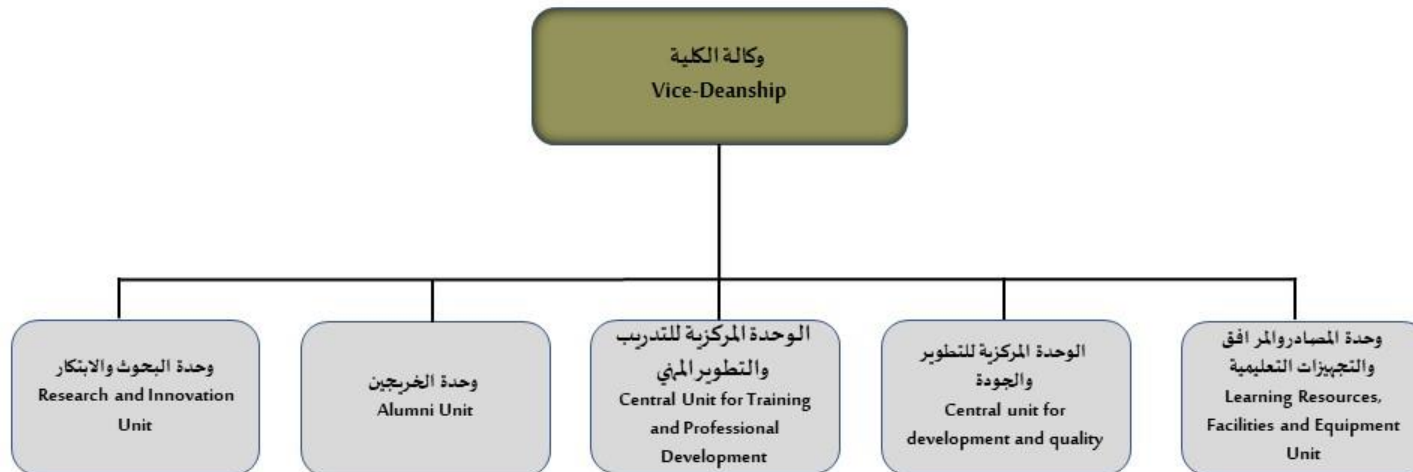 وكالة الكلية
Vice-Deanship
وحدة المصادر والمرافق
والتجهيزات التعليمية
Learning Resources,
Facilities and Equipment
Unit
الوحدة المركزية للتطوير
والجودة
Central unit for
development and quality
الوحدة المركزية للتدريب
والتطوير المهني
Central Unit for Training
and Professional
Development
وحدة الخريجين
Alumni Unit
وحدة البحوث والابتكار
Research and Innovation
Unit